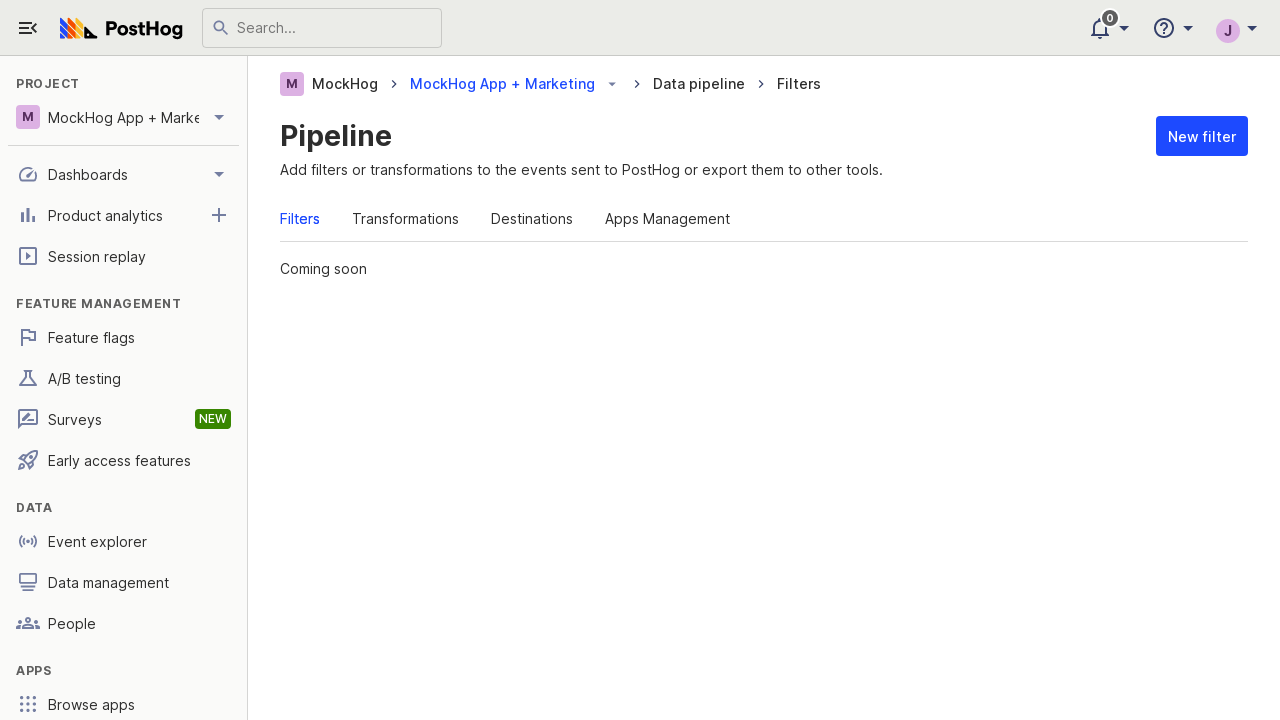 PostHog
Search...
0
J
PROJECT
M
MockHog App + Marke
Dashboards
Product analytics
Session replay
FEATURE MANAGEMENT
Feature flags
A/B testing
Surveys
NEW
Early access features
DATA
Event explorer
Data management
People
APPS
Browse apps
M
MockHog
MockHog App + Marketing
Data pipeline
Filters
Pipeline
New filter
Add filters or transformations to the events sent to PostHog or export them to other tools.
Filters
Transformations
Destinations
Apps Management
Coming soon